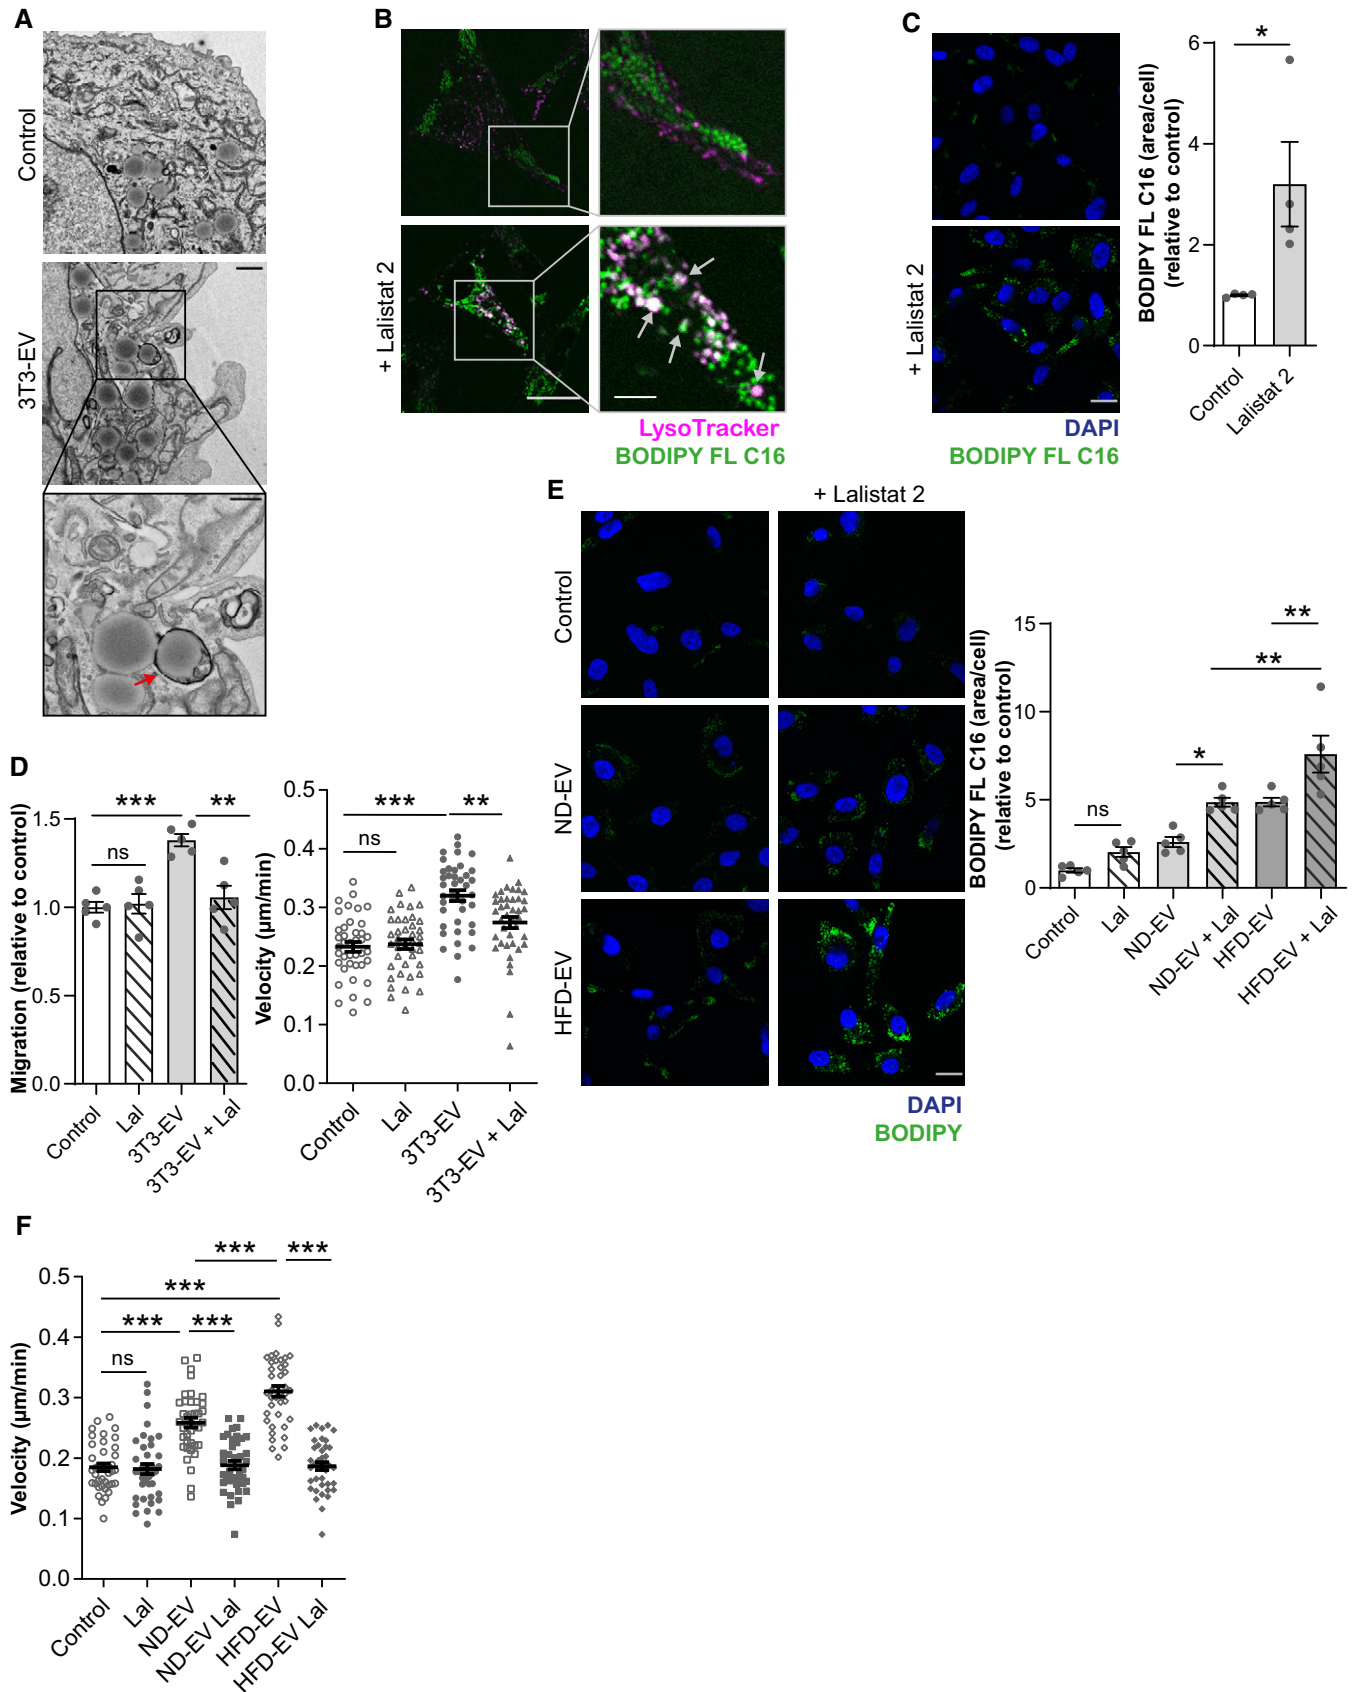 A
Control
3T3-EV
B
+ Lalistat 2
LysoTracker
BODIPY FL C16
C
+ Lalistat 2
DAPI
BODIPY FL C16
BODIPY FL C16 (area/cell)
(relative to control)
6
4
2
0
*
Control
Lalistat 2
D
Migration (relative to control)
1.5
1.0
0.5
0.0
***
**
ns
Control
Lal
3T3-EV
3T3-EV + Lal
Velocity (µm/min)
0.5
0.4
0.3
0.2
0.1
0.0
***
**
ns
Control
Lal
3T3-EV
3T3-EV + Lal
E
+ Lalistat 2
Control
ND-EV
HFD-EV
DAPI
BODIPY
BODIPY FL C16 (area/cell)
(relative to control)
15
10
5
0
**
**
*
ns
Control
Lal
ND-EV
ND-EV + Lal
HFD-EV
HFD-EV + Lal
F
Velocity (µm/min)
0.5
0.4
0.3
0.2
0.1
0.0
*** ***
***
*** ***
ns
Control
Lal
ND-EV
ND-EV Lal
HFD-EV
HFD-EV Lal